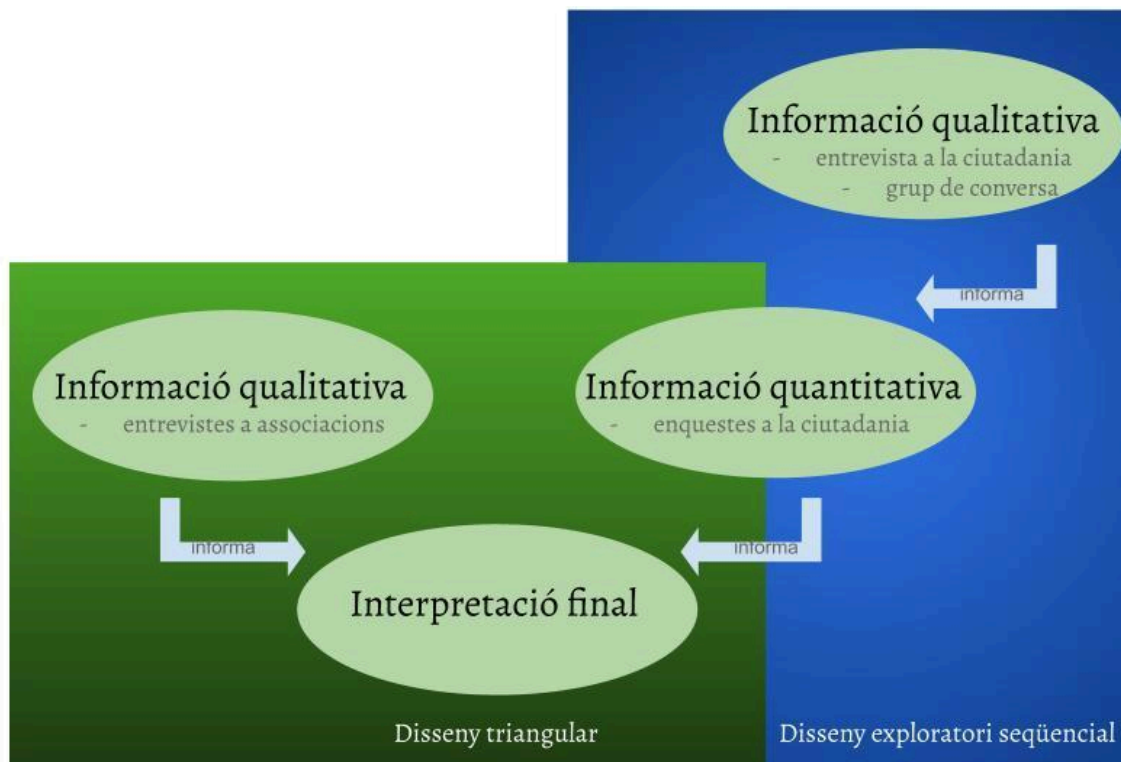 Informació qualitativa
- entrevista a la ciutadania
- grup de conversa
informa
Informació qualitativa
- entrevistes a associacions
Informació quantitativa
- enquestes a la ciutadania
informa
informa
Interpretació final
Disseny triangular
Disseny exploratori seqüencial